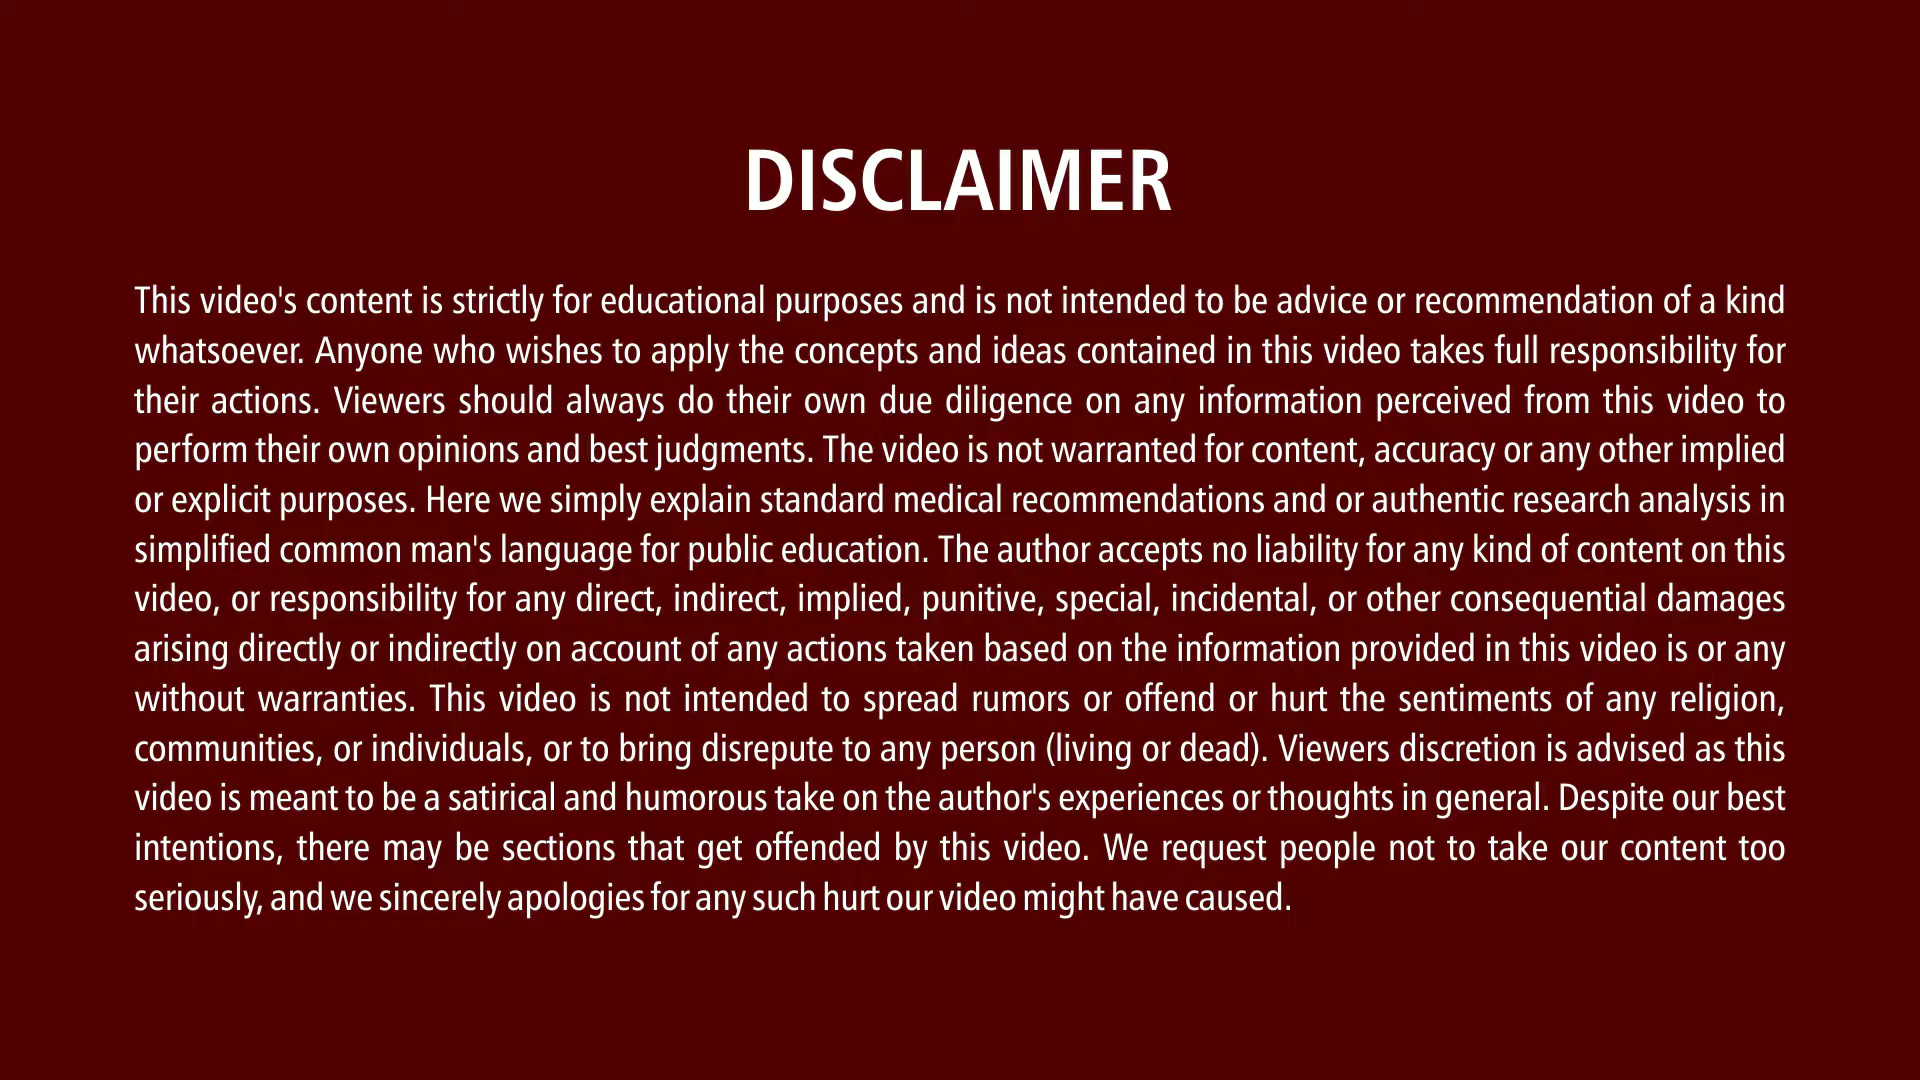 DISCLAIMER
This video's content is strictly for educational purposes and is not intended to be advice or recommendation of a kind
whatsoever. Anyone who wishes to apply the concepts and ideas contained in this video takes full responsibility for
their actions. Viewers should always do their own due diligence on any information perceived from this video to
perform their own opinions and best judgments. The video is not warranted for content, accuracy or any other implied
or explicit purposes. Here we simply explain standard medical recommendations and or authentic research analysis in
simplified common man's language for public education. The author accepts no liability for any kind of content on this
video, or responsibility for any direct, indirect, implied, punitive, special, incidental, or other consequential damages
arising directly or indirectly on account of any actions taken based on the information provided in this video is or any
without warranties. This video is not intended to spread rumors or offend or hurt the sentiments of any religion,
communities, or individuals, or to bring disrepute to any person (living or dead). Viewers discretion is advised as this
video is meant to be a satirical and humorous take on the author's experiences or thoughts in general. Despite our best
intentions, there may be sections that get offended by this video. We request people not to take our content too
seriously, and we sincerely apologies for any such hurt our video might have caused.